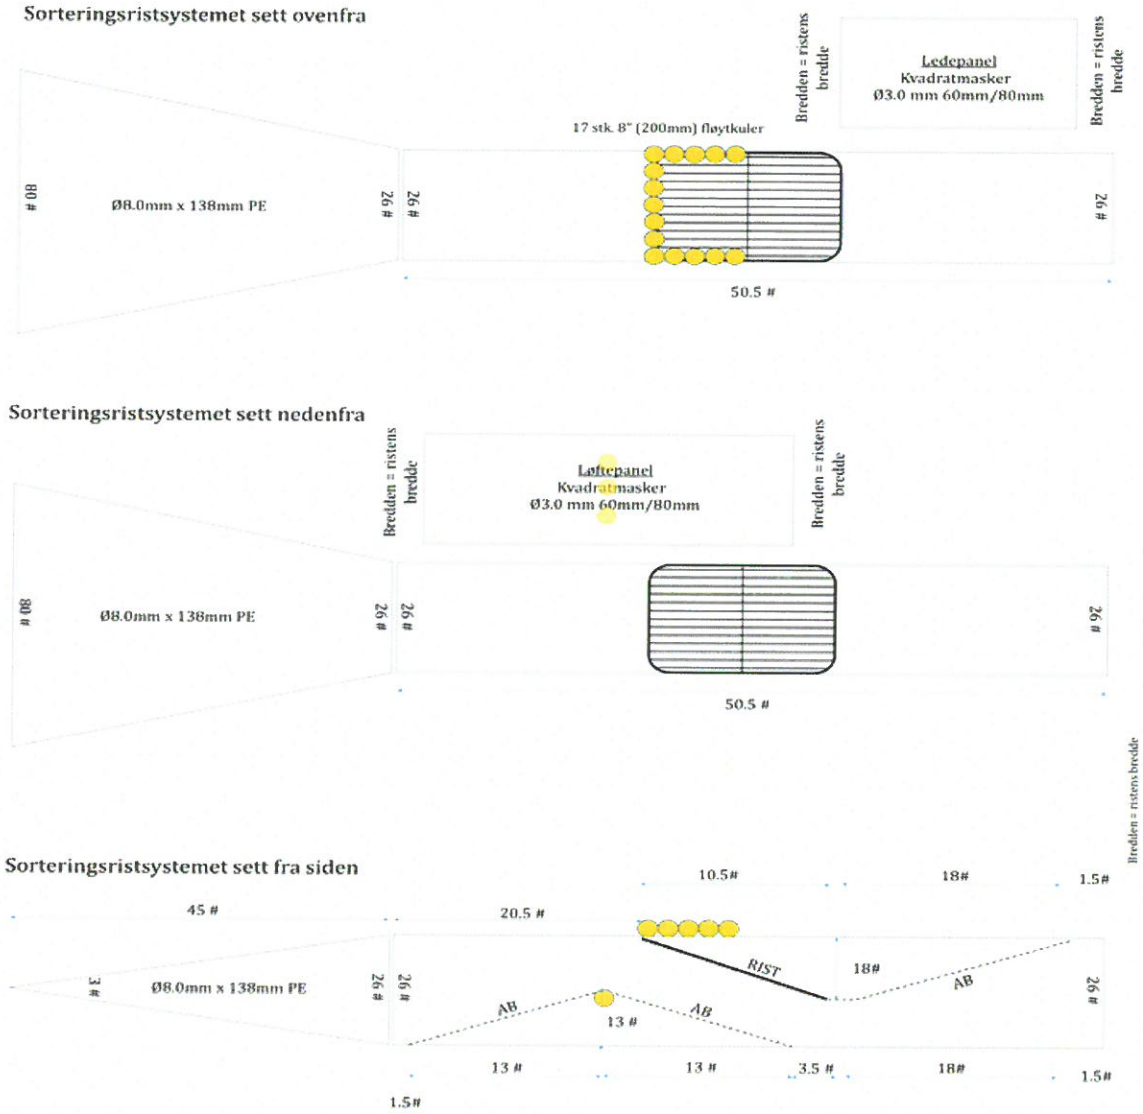 Sorteringsristsystemet sett ovenfra
Bredden = ristens
bredde
Ledepanel
Kvadratmasker
Ø3.0 mm 60mm/80mm
Bredden = ristens
bredde
17 stk. 8" (200mm) fløytkuler
80 #
Ø8.0mm x 138mm PE
26 #
26 #
26 #
50.5 #
Sorteringsristsystemet sett nedenfra
Bredden = ristens
bredde
Løftepanel
Kvadratmasker
Ø3.0 mm 60mm/80mm
Bredden = ristens
bredde
80 #
Ø8.0mm x 138mm PE
26 #
26 #
26 #
50.5 #
Bredden = ristens bredde
Sorteringsristsystemet sett fra siden
10.5#
18#
1.5#
45 #
20.5 #
3 #
Ø8.0mm x 138mm PE
26 #
26 #
RIST
18#
AB
26 #
AB
13 #
AB
13 #
13 #
3.5 #
18#
1.5#
1.5#